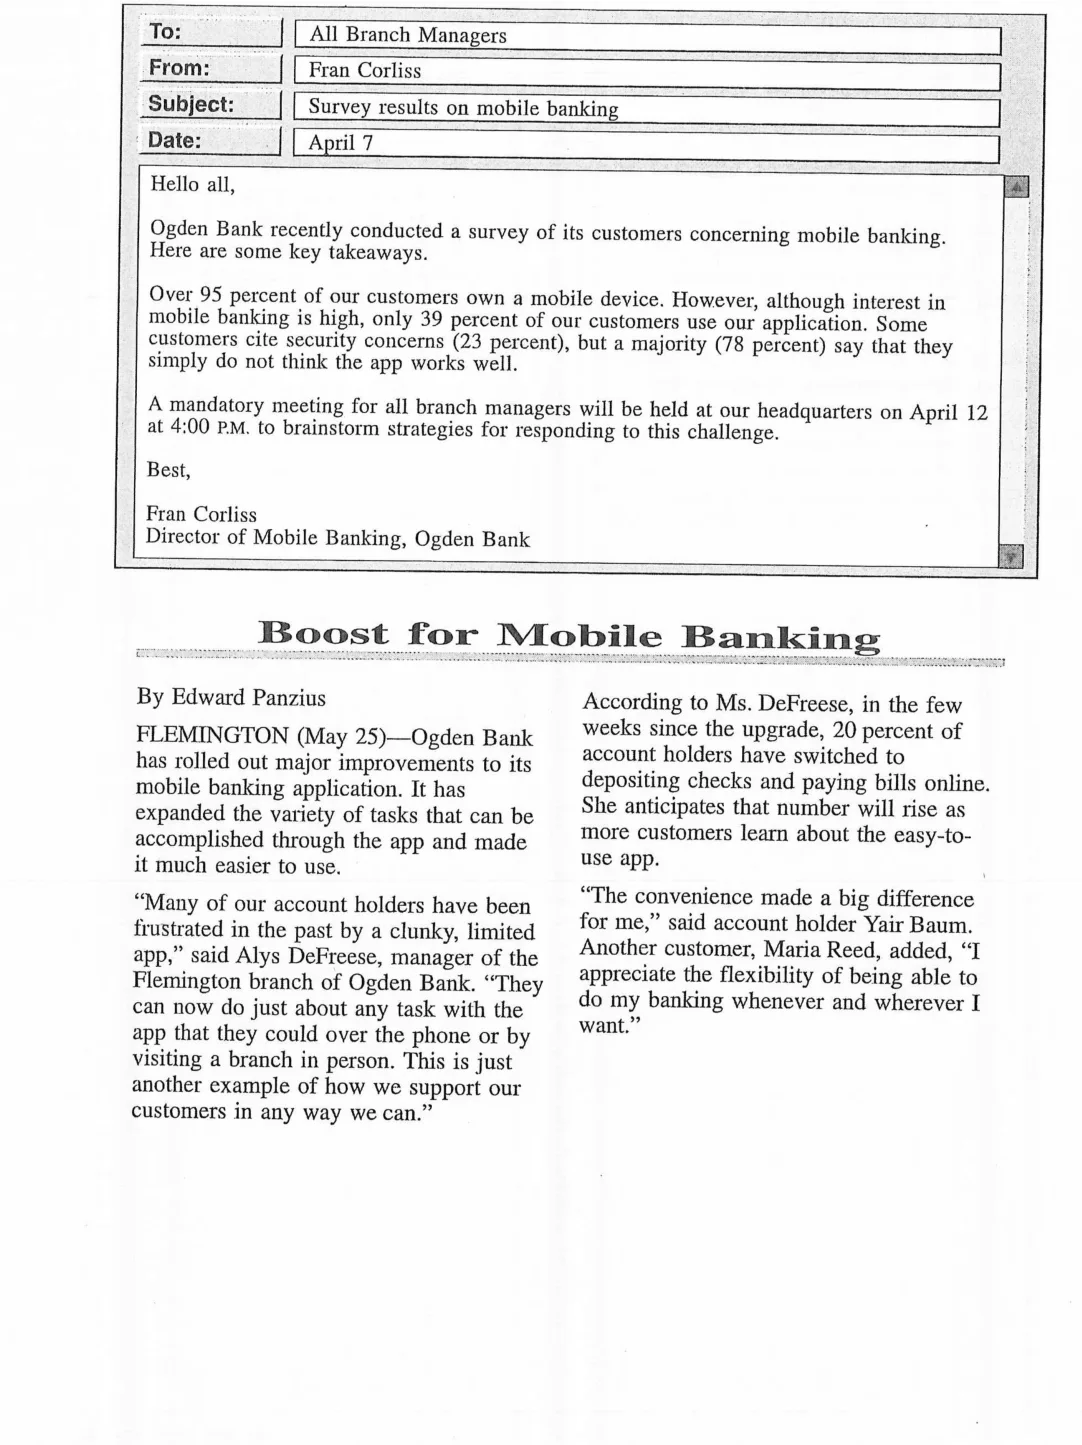 To: All Branch Managers
From: Fran Corliss
Subject: Survey results on mobile banking
Date: April 7
Hello all,
Ogden Bank recently conducted a survey of its customers concerning mobile banking.
Here are some key takeaways.
Over 95 percent of our customers own a mobile device. However, although interest in
mobile banking is high, only 39 percent of our customers use our application. Some
customers cite security concerns (23 percent), but a majority (78 percent) say that they
simply do not think the app works well.
A mandatory meeting for all branch managers will be held at our headquarters on April 12
at 4:00 P.M. to brainstorm strategies for responding to this challenge.
Best,
Fran Corliss
Director of Mobile Banking, Ogden Bank
Boost for Mobile Banking
By Edward Panzius
FLEMINGTON (May 25)—Ogden Bank
has rolled out major improvements to its
mobile banking application. It has
expanded the variety of tasks that can be
accomplished through the app and made
it much easier to use.
“Many of our account holders have been
frustrated in the past by a clunky, limited
app,” said Alys DeFreese, manager of the
Flemington branch of Ogden Bank. “They
can now do just about any task with the
app that they could over the phone or by
visiting a branch in person. This is just
another example of how we support our
customers in any way we can.”
According to Ms. DeFreese, in the few
weeks since the upgrade, 20 percent of
account holders have switched to
depositing checks and paying bills online.
She anticipates that number will rise as
more customers learn about the easy-to-
use app.
“The convenience made a big difference
for me,” said account holder Yair Baum.
Another customer, Maria Reed, added, “I
appreciate the flexibility of being able to
do my banking whenever and wherever I
want.”